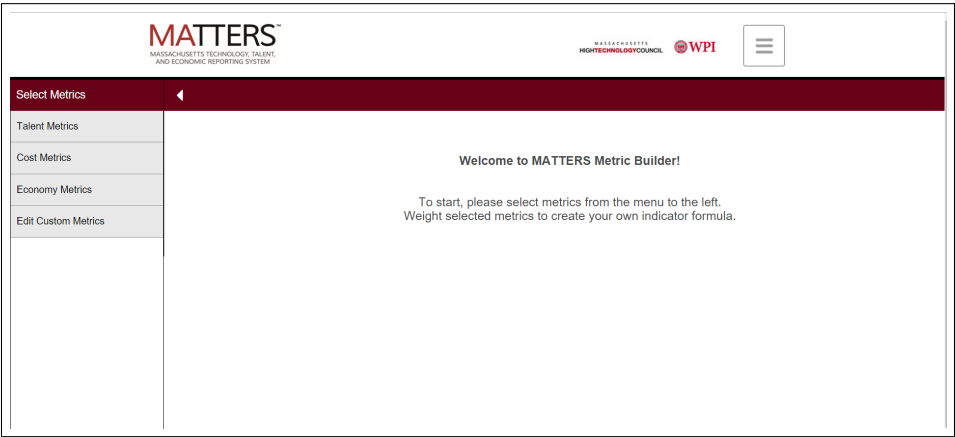 MATTERS™
MASSACHUSETTS TECHNOLOGY, TALENT,
AND ECONOMIC REPORTING SYSTEM
MASSACHUSETTS
HIGHTECHNOLOGYCOUNCIL
WPI
Select Metrics
Talent Metrics
Cost Metrics
Economy Metrics
Edit Custom Metrics
Welcome to MATTERS Metric Builder!
To start, please select metrics from the menu to the left.
Weight selected metrics to create your own indicator formula.